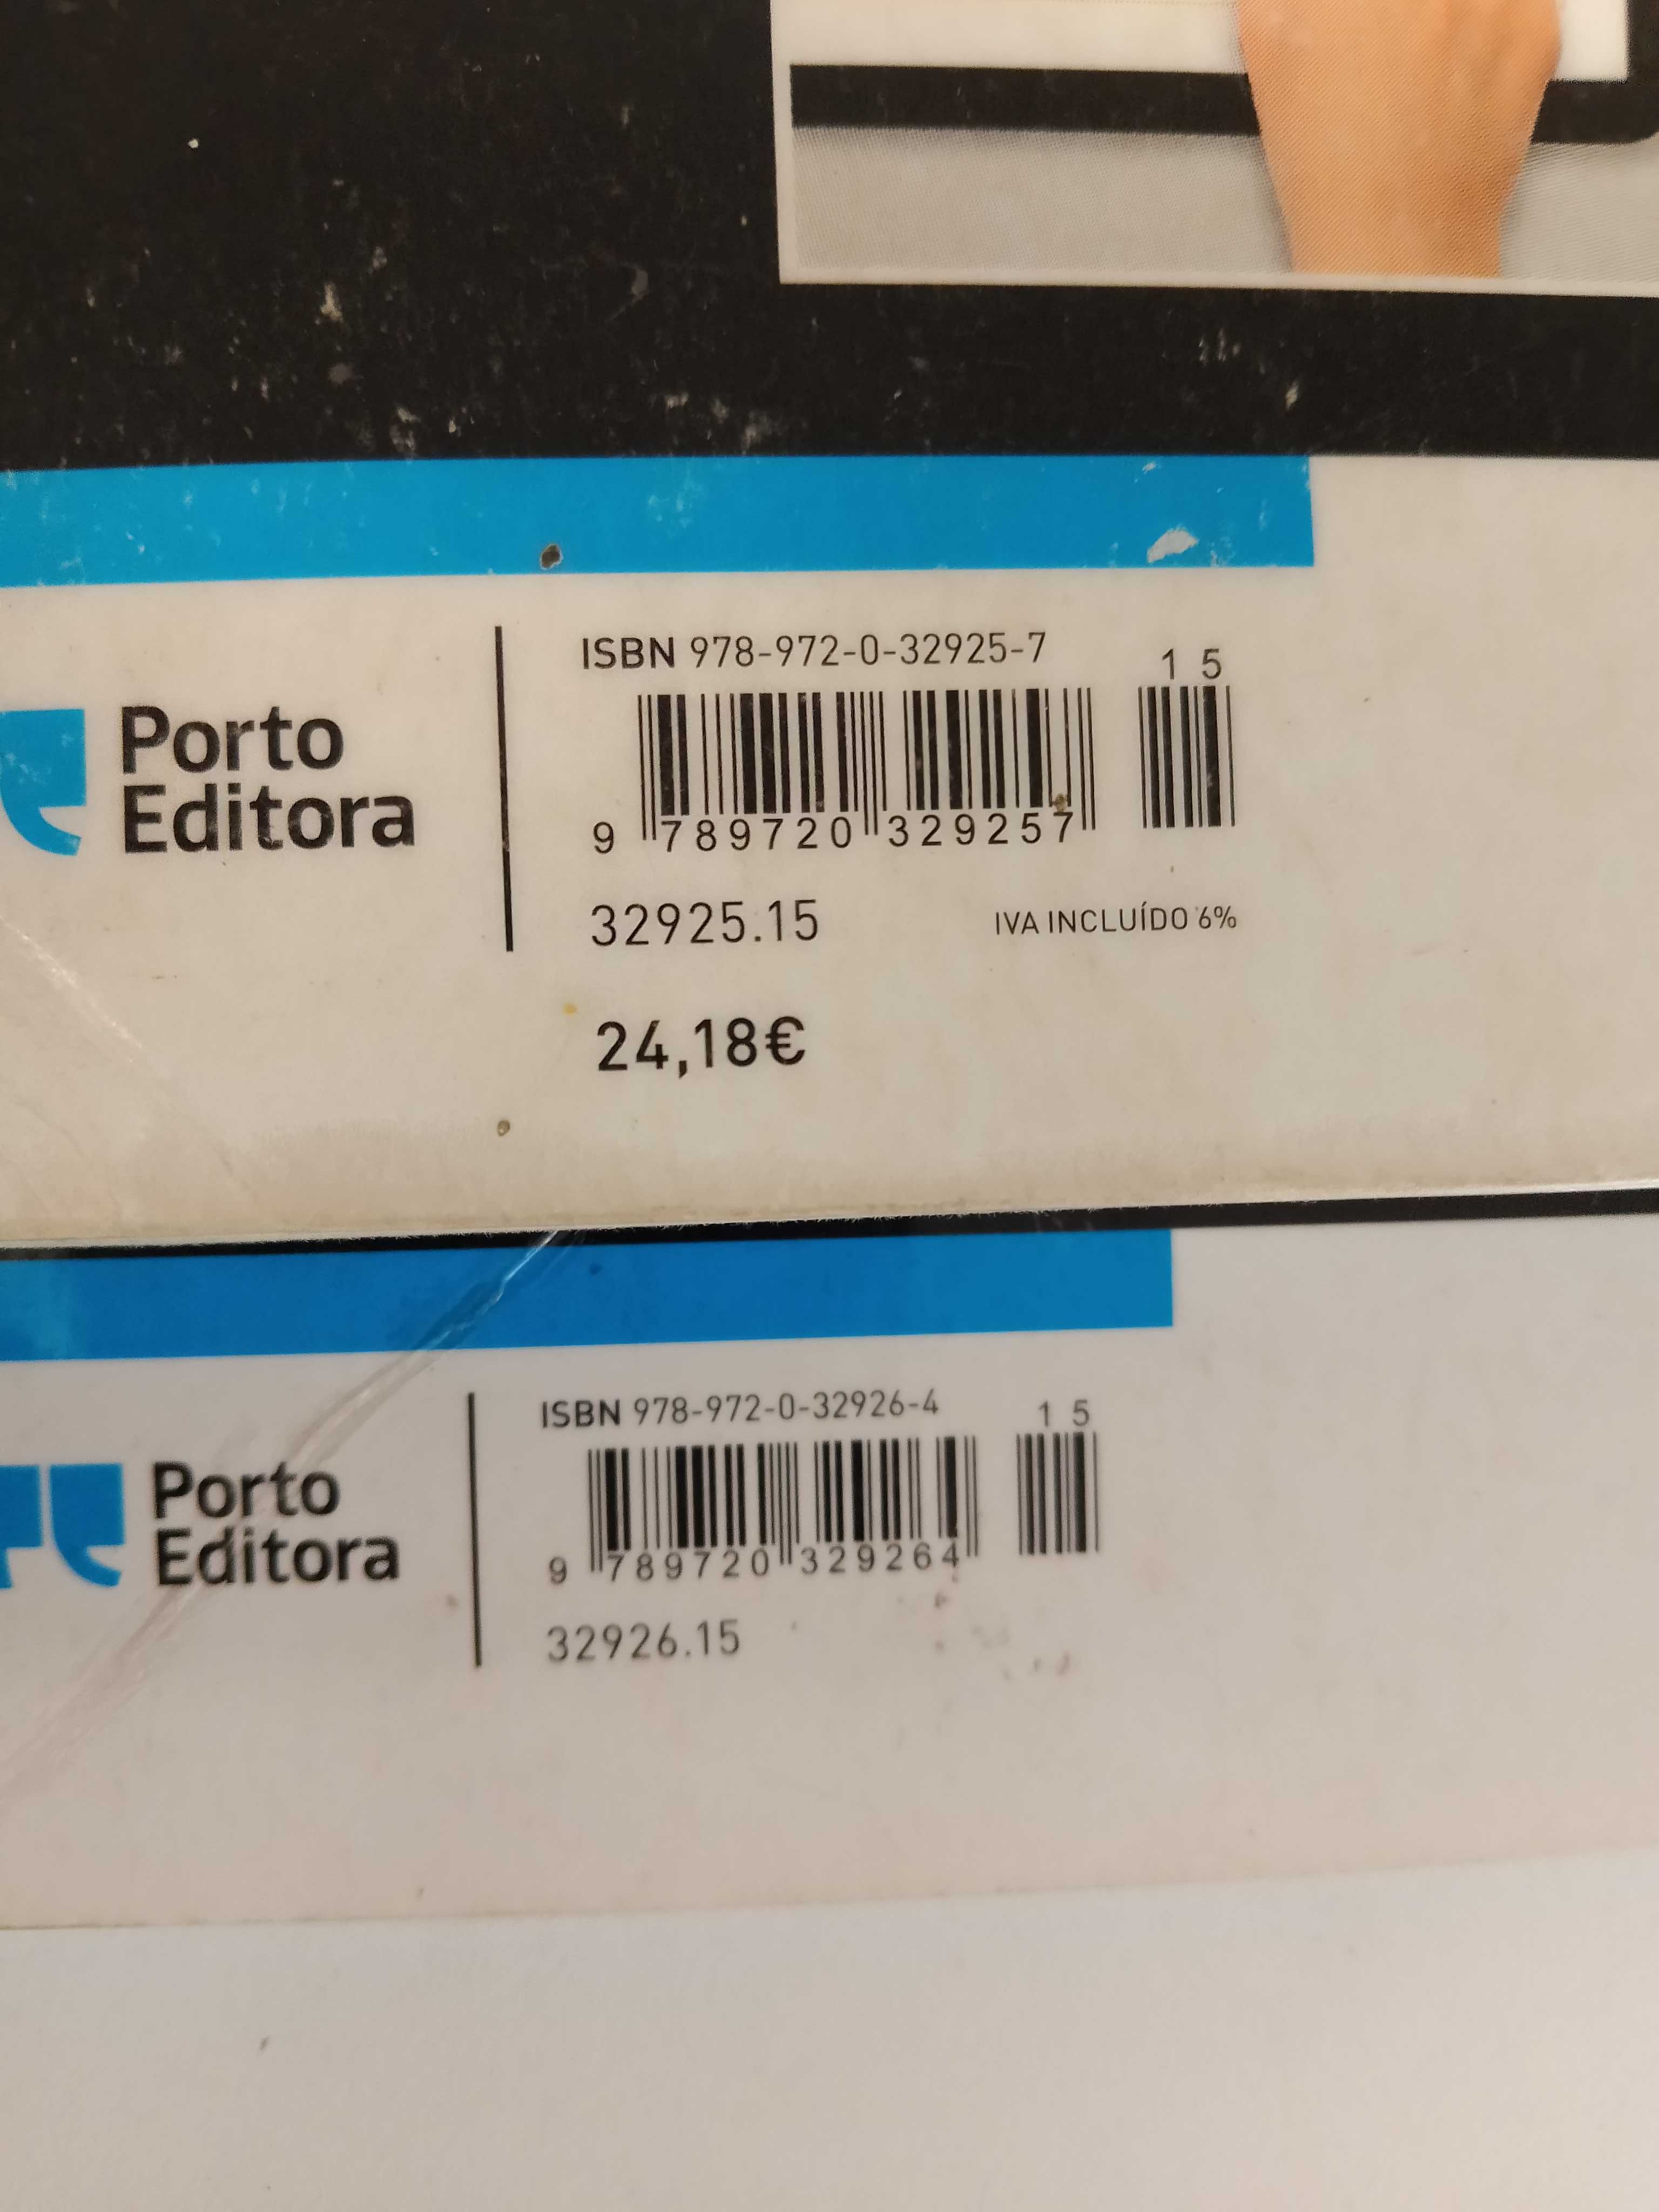 ISBN 978-972-0-32925-7
1 5
Porto
Editora
9 789720 329257
32925.15
IVA INCLUÍDO 6%
24,18€
ISBN 978-972-0-32926-4
1 5
Porto
Editora
9 789720 329264
32926.15